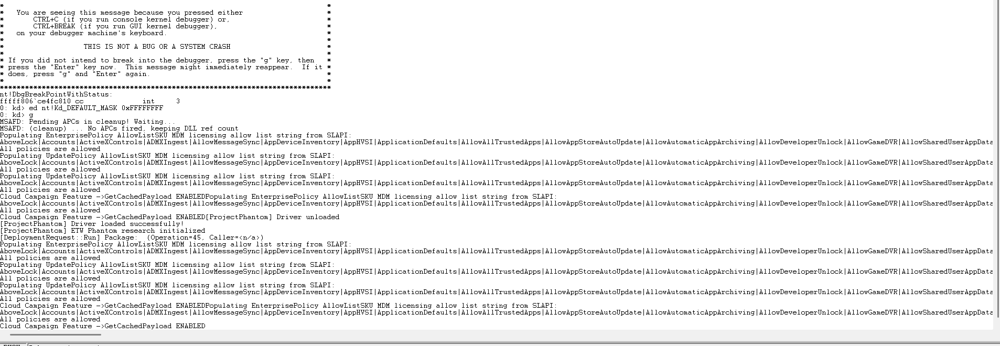 *                                                                              *
*   You are seeing this message because you pressed either                     *
*       CTRL+C (if you run console kernel debugger) or,                        *
*       CTRL+BREAK (if you run GUI kernel debugger),                           *
*   on your debugger machine's keyboard.                                       *
*                                                                              *
*                   THIS IS NOT A BUG OR A SYSTEM CRASH                        *
*                                                                              *
* If you did not intend to break into the debugger, press the "g" key, then    *
* press the "Enter" key now.  This message might immediately reappear.  If it  *
* does, press "g" and "Enter" again.                                           *
*                                                                              *
*******************************************************************************
nt!DbgBreakPointWithStatus:
fffff806`ce4fc810 cc              int     3
0: kd> ed nt!Kd_DEFAULT_MASK 0xFFFFFFFF
0: kd> g
MSAFD: Pending APCs in cleanup! Waiting...
MSAFD: (cleanup) ... No APCs fired, keeping DLL ref count
Populating EnterprisePolicy AllowListSKU MDM licensing allow list string from SLAPI:
AboveLock|Accounts|ActiveXControls|ADMXIngest|AllowMessageSync|AppDeviceInventory|AppHVSI|ApplicationDefaults|AllowAllTrustedApps|AllowAppStoreAutoUpdate|AllowAutomaticAppArchiving|AllowDeveloperUnlock|AllowGameDVR|AllowSharedUserAppData
All policies are allowed
Populating UpdatePolicy AllowListSKU MDM licensing allow list string from SLAPI:
AboveLock|Accounts|ActiveXControls|ADMXIngest|AllowMessageSync|AppDeviceInventory|AppHVSI|ApplicationDefaults|AllowAllTrustedApps|AllowAppStoreAutoUpdate|AllowAutomaticAppArchiving|AllowDeveloperUnlock|AllowGameDVR|AllowSharedUserAppData
All policies are allowed
Populating UpdatePolicy AllowListSKU MDM licensing allow list string from SLAPI:
AboveLock|Accounts|ActiveXControls|ADMXIngest|AllowMessageSync|AppDeviceInventory|AppHVSI|ApplicationDefaults|AllowAllTrustedApps|AllowAppStoreAutoUpdate|AllowAutomaticAppArchiving|AllowDeveloperUnlock|AllowGameDVR|AllowSharedUserAppData
All policies are allowed
Cloud Campaign Feature ->GetCachedPayload ENABLEDPopulating EnterprisePolicy AllowListSKU MDM licensing allow list string from SLAPI:
AboveLock|Accounts|ActiveXControls|ADMXIngest|AllowMessageSync|AppDeviceInventory|AppHVSI|ApplicationDefaults|AllowAllTrustedApps|AllowAppStoreAutoUpdate|AllowAutomaticAppArchiving|AllowDeveloperUnlock|AllowGameDVR|AllowSharedUserAppData
All policies are allowed
Cloud Campaign Feature ->GetCachedPayload ENABLED[ProjectPhantom] Driver unloaded
[ProjectPhantom] Driver loaded successfully!
[ProjectPhantom] ETW Phantom research initialized
[DeploymentRequest::Run] Package:  (Operation=45, Caller=<n/a>)
Populating EnterprisePolicy AllowListSKU MDM licensing allow list string from SLAPI:
AboveLock|Accounts|ActiveXControls|ADMXIngest|AllowMessageSync|AppDeviceInventory|AppHVSI|ApplicationDefaults|AllowAllTrustedApps|AllowAppStoreAutoUpdate|AllowAutomaticAppArchiving|AllowDeveloperUnlock|AllowGameDVR|AllowSharedUserAppData
All policies are allowed
Populating UpdatePolicy AllowListSKU MDM licensing allow list string from SLAPI:
AboveLock|Accounts|ActiveXControls|ADMXIngest|AllowMessageSync|AppDeviceInventory|AppHVSI|ApplicationDefaults|AllowAllTrustedApps|AllowAppStoreAutoUpdate|AllowAutomaticAppArchiving|AllowDeveloperUnlock|AllowGameDVR|AllowSharedUserAppData
All policies are allowed
Populating UpdatePolicy AllowListSKU MDM licensing allow list string from SLAPI:
AboveLock|Accounts|ActiveXControls|ADMXIngest|AllowMessageSync|AppDeviceInventory|AppHVSI|ApplicationDefaults|AllowAllTrustedApps|AllowAppStoreAutoUpdate|AllowAutomaticAppArchiving|AllowDeveloperUnlock|AllowGameDVR|AllowSharedUserAppData
All policies are allowed
Cloud Campaign Feature ->GetCachedPayload ENABLEDPopulating EnterprisePolicy AllowListSKU MDM licensing allow list string from SLAPI:
AboveLock|Accounts|ActiveXControls|ADMXIngest|AllowMessageSync|AppDeviceInventory|AppHVSI|ApplicationDefaults|AllowAllTrustedApps|AllowAppStoreAutoUpdate|AllowAutomaticAppArchiving|AllowDeveloperUnlock|AllowGameDVR|AllowSharedUserAppData
All policies are allowed
Cloud Campaign Feature ->GetCachedPayload ENABLED